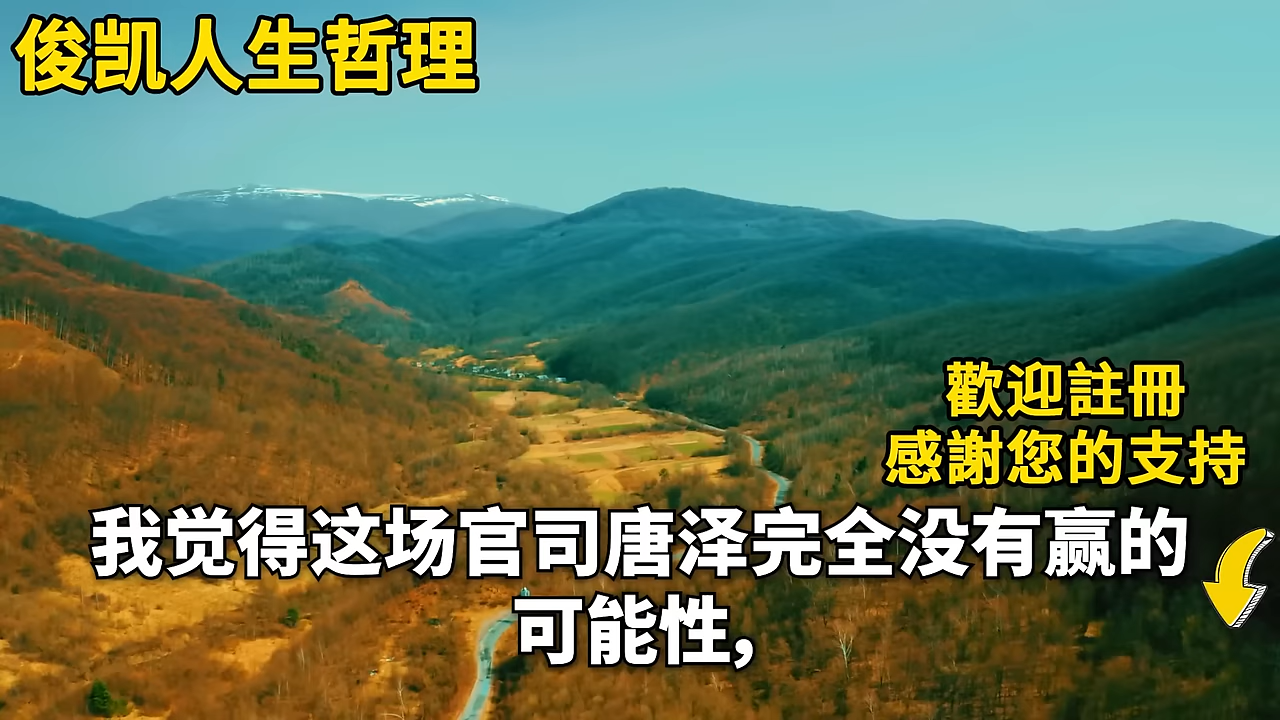 俊凯人生哲理
歡迎註冊
感謝您的支持
我觉得这场官司唐泽完全没有赢的
可能性,